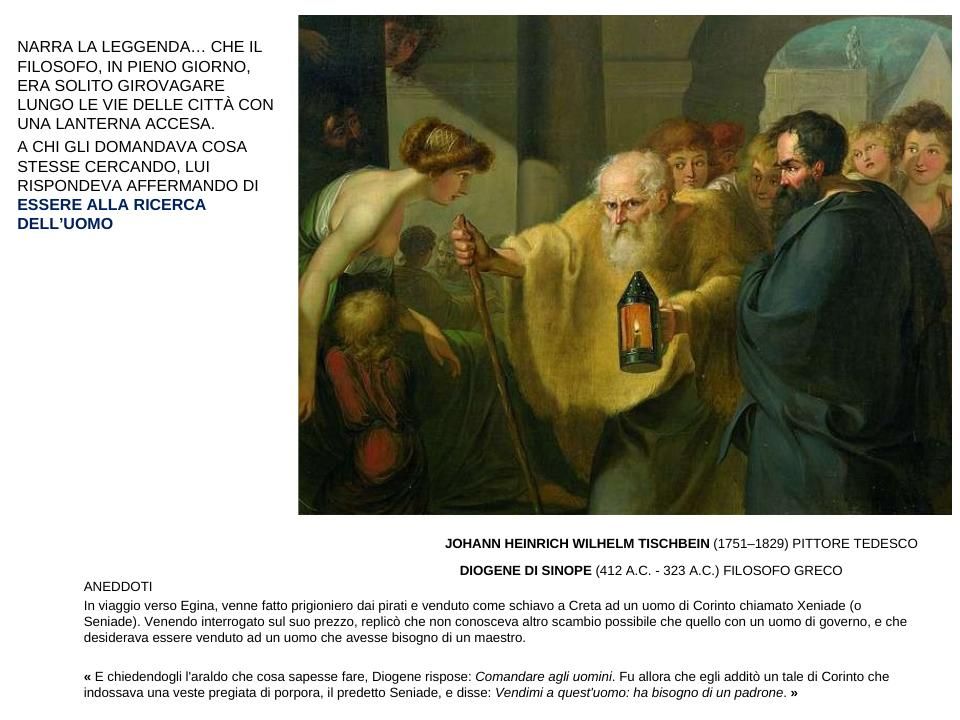 NARRA LA LEGGENDA… CHE IL
FILOSOFO, IN PIENO GIORNO,
ERA SOLITO GIROVAGARE
LUNGO LE VIE DELLE CITTÀ CON
UNA LANTERNA ACCESA.
A CHI GLI DOMANDAVA COSA
STESSE CERCANDO, LUI
RISPONDEVA AFFERMANDO DI
ESSERE ALLA RICERCA
DELL’UOMO
JOHANN HEINRICH WILHELM TISCHBEIN (1751–1829) PITTORE TEDESCO
DIOGENE DI SINOPE (412 A.C. - 323 A.C.) FILOSOFO GRECO
ANEDDOTI
In viaggio verso Egina, venne fatto prigioniero dai pirati e venduto come schiavo a Creta ad un uomo di Corinto chiamato Xeniade (o
Seniade). Venendo interrogato sul suo prezzo, replicò che non conosceva altro scambio possibile che quello con un uomo di governo, e che
desiderava essere venduto ad un uomo che avesse bisogno di un maestro.
« E chiedendogli l'araldo che cosa sapesse fare, Diogene rispose: Comandare agli uomini. Fu allora che egli additò un tale di Corinto che
indossava una veste pregiata di porpora, il predetto Seniade, e disse: Vendimi a quest'uomo: ha bisogno di un padrone. »